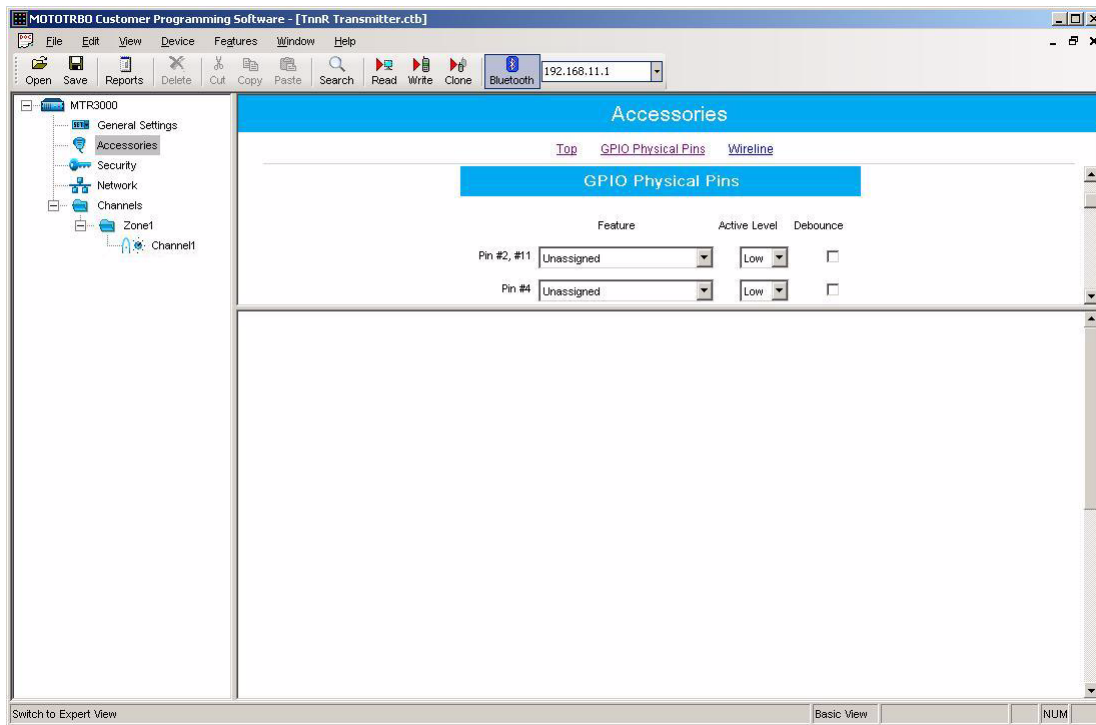 MOTOTRBO Customer Programming Software - [TnnR Transmitter.ctb]
File Edit View Device Features Window Help
Open Save Reports Delete Cut Copy Paste Search Read Write Clone Bluetooth 192.168.11.1
MTR3000
General Settings
Accessories
Security
Network
Channels
Zone1
Channel1
Accessories
Top GPIO Physical Pins Wireline
GPIO Physical Pins
Feature Active Level Debounce
Pin #2, #11 Unassigned Low
Pin #4 Unassigned Low
Switch to Expert View Basic View NUM